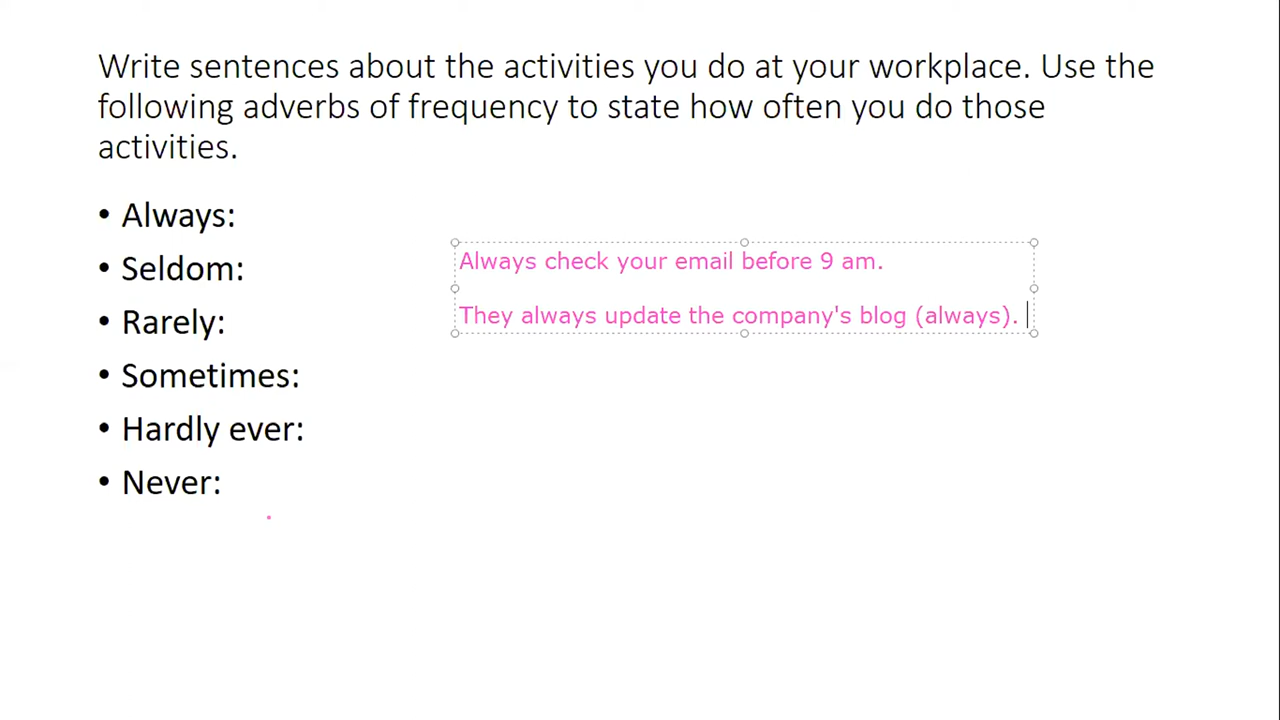 Write sentences about the activities you do at your workplace. Use the
following adverbs of frequency to state how often you do those
activities.
• Always:
• Seldom:
• Rarely:
• Sometimes:
• Hardly ever:
• Never:
Always check your email before 9 am.
They always update the company's blog (always).